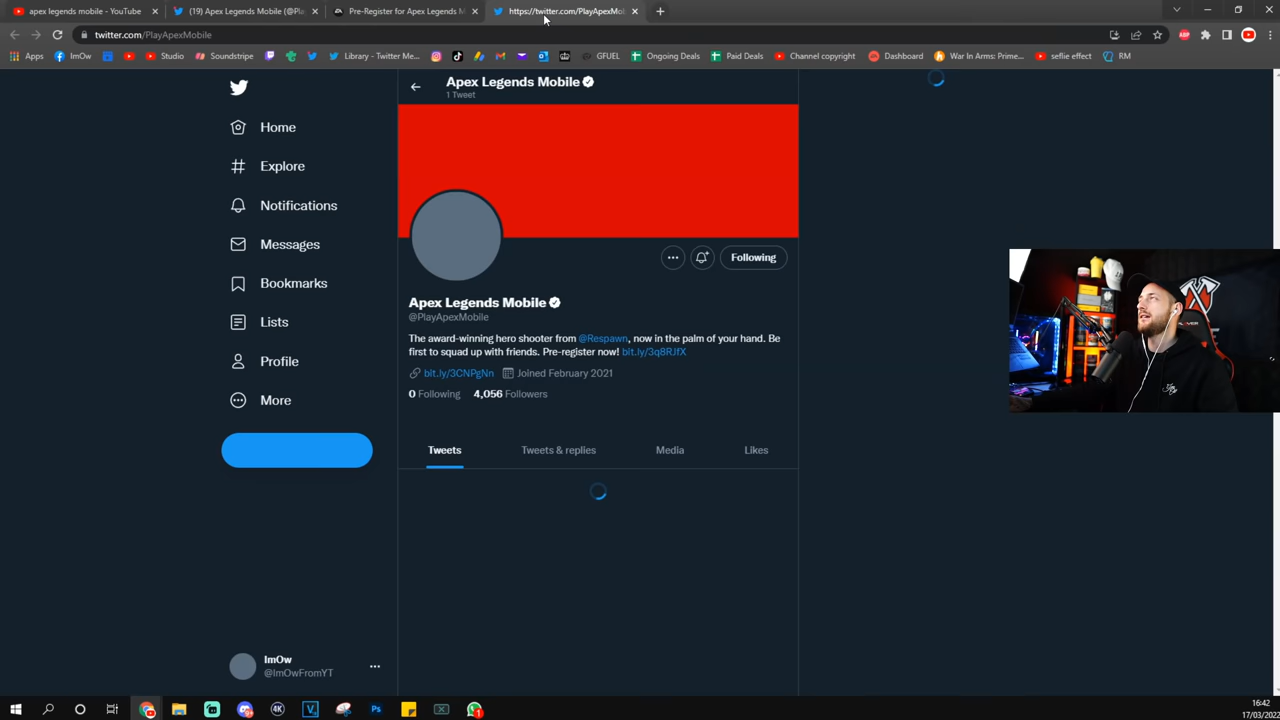 apex legends mobile - YouTube
(19) Apex Legends Mobile (@Pla
Pre-Register for Apex Legends M
https://twitter.com/PlayApexMob
twitter.com/PlayApexMobile
Apps
ImOw
Studio
Soundstripe
Library - Twitter Me...
GFUEL
Ongoing Deals
Paid Deals
Channel copyright
Dashboard
War In Arms: Prime...
seflie effect
RM
Apex Legends Mobile
1 Tweet
Home
Explore
Notifications
Messages
Bookmarks
Lists
Profile
More
Following
Apex Legends Mobile
@PlayApexMobile
The award-winning hero shooter from @Respawn, now in the palm of your hand. Be
first to squad up with friends. Pre-register now! bit.ly/3q8RJfX
bit.ly/3CNPgNn Joined February 2021
0 Following 4,056 Followers
Tweets
Tweets & replies
Media
Likes
ImOw
@ImOwFromYT
16:42
17/03/2022